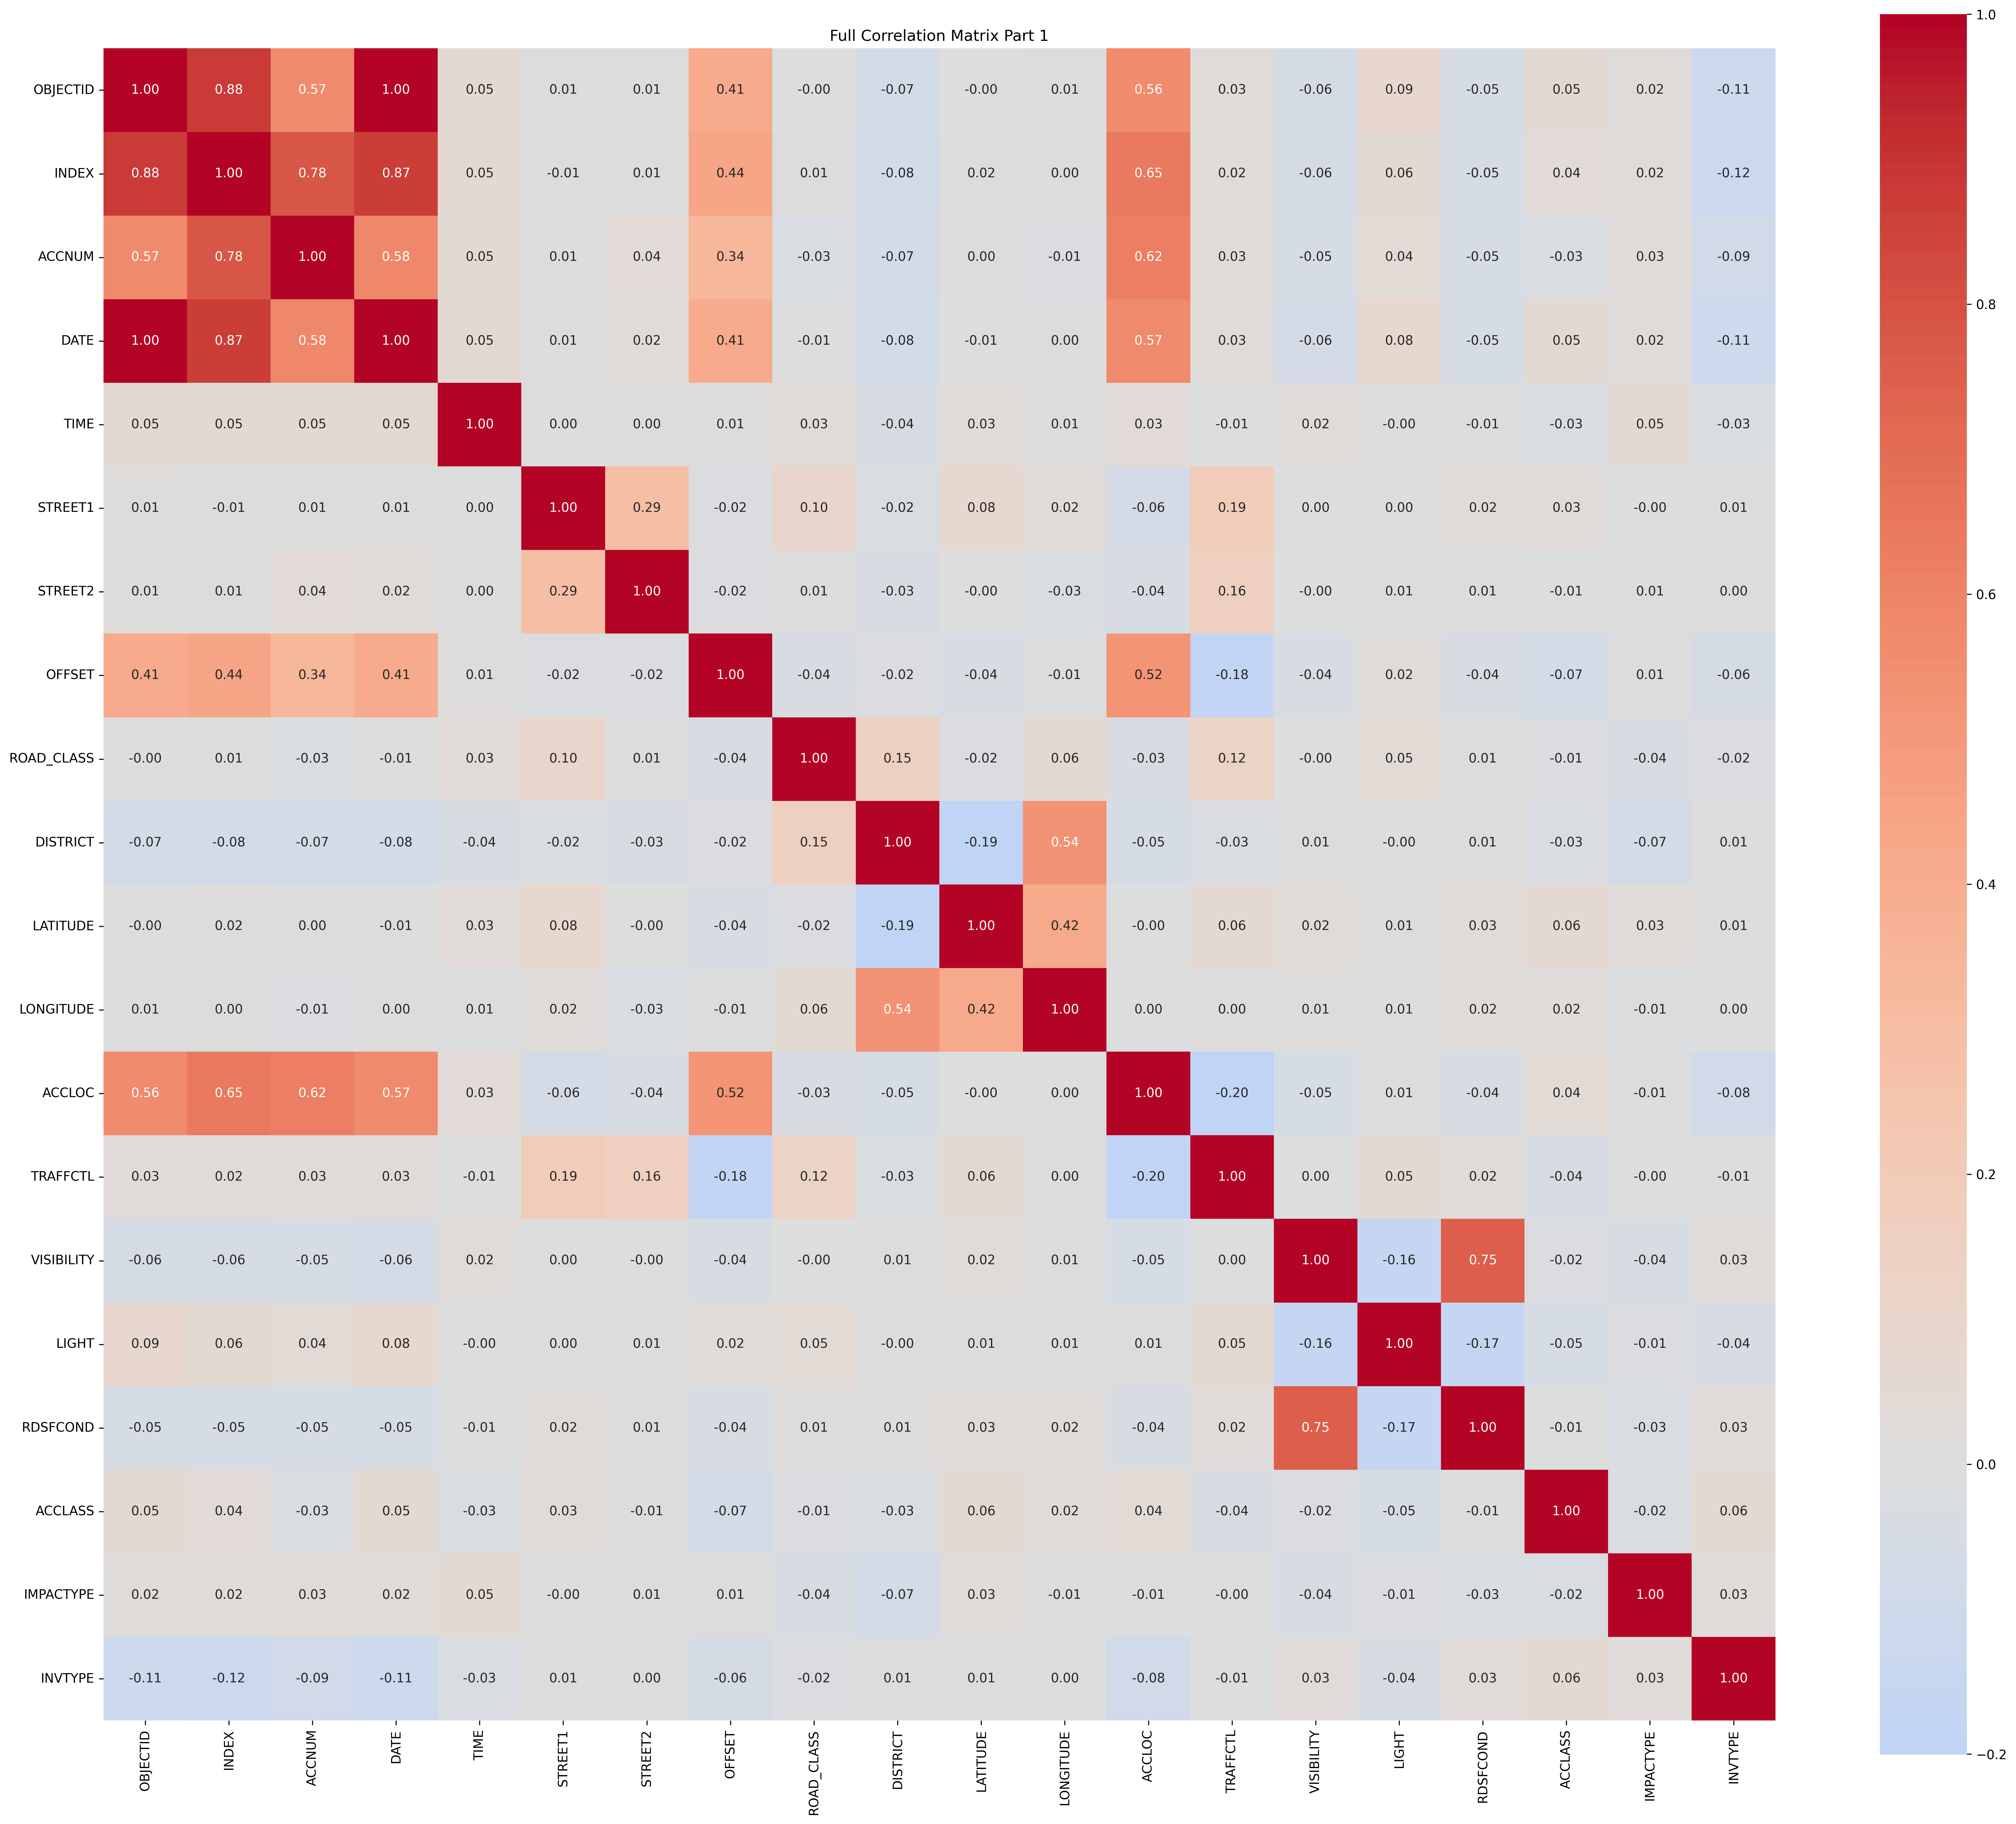 Full Correlation Matrix Part 1
1.0
OBJECTID 1.00 0.88 0.57 1.00 0.05 0.01 0.01 0.41 -0.00 -0.07 -0.00 0.01 0.56 0.03 -0.06 0.09 -0.05 0.05 0.02 -0.11
INDEX 0.88 1.00 0.78 0.87 0.05 -0.01 0.01 0.44 0.01 -0.08 0.02 0.00 0.65 0.02 -0.06 0.06 -0.05 0.04 0.02 -0.12
ACCNUM 0.57 0.78 1.00 0.58 0.05 0.01 0.04 0.34 -0.03 -0.07 0.00 -0.01 0.62 0.03 -0.05 0.04 -0.05 -0.03 0.03 -0.09
0.8
DATE 1.00 0.87 0.58 1.00 0.05 0.01 0.02 0.41 -0.01 -0.08 -0.01 0.00 0.57 0.03 -0.06 0.08 -0.05 0.05 0.02 -0.11
TIME 0.05 0.05 0.05 0.05 1.00 0.00 0.00 0.01 0.03 -0.04 0.03 0.01 0.03 -0.01 0.02 -0.00 -0.01 -0.03 0.05 -0.03
STREET1 0.01 -0.01 0.01 0.01 0.00 1.00 0.29 -0.02 0.10 -0.02 0.08 0.02 -0.06 0.19 0.00 0.00 0.02 0.03 -0.00 0.01
STREET2 0.01 0.01 0.04 0.02 0.00 0.29 1.00 -0.02 0.01 -0.03 -0.00 -0.03 -0.04 0.16 -0.00 0.01 0.01 -0.01 0.01 0.00
0.6
OFFSET 0.41 0.44 0.34 0.41 0.01 -0.02 -0.02 1.00 -0.04 -0.02 -0.04 -0.01 0.52 -0.18 -0.04 0.02 -0.04 -0.07 0.01 -0.06
ROAD_CLASS -0.00 0.01 -0.03 -0.01 0.03 0.10 0.01 -0.04 1.00 0.15 -0.02 0.06 -0.03 0.12 -0.00 0.05 0.01 -0.01 -0.04 -0.02
DISTRICT -0.07 -0.08 -0.07 -0.08 -0.04 -0.02 -0.03 -0.02 0.15 1.00 -0.19 0.54 -0.05 -0.03 0.01 -0.00 0.01 -0.03 -0.07 0.01
0.4
LATITUDE -0.00 0.02 0.00 -0.01 0.03 0.08 -0.00 -0.04 -0.02 -0.19 1.00 0.42 -0.00 0.06 0.02 0.01 0.03 0.06 0.03 0.01
LONGITUDE 0.01 0.00 -0.01 0.00 0.01 0.02 -0.03 -0.01 0.06 0.54 0.42 1.00 0.00 0.00 0.01 0.01 0.02 0.02 -0.01 0.00
ACCLOC 0.56 0.65 0.62 0.57 0.03 -0.06 -0.04 0.52 -0.03 -0.05 -0.00 0.00 1.00 -0.20 -0.05 0.01 -0.04 0.04 -0.01 -0.08
0.2
TRAFFCTL 0.03 0.02 0.03 0.03 -0.01 0.19 0.16 -0.18 0.12 -0.03 0.06 0.00 -0.20 1.00 0.00 0.05 0.02 -0.04 -0.00 -0.01
VISIBILITY -0.06 -0.06 -0.05 -0.06 0.02 0.00 -0.00 -0.04 -0.00 0.01 0.02 0.01 -0.05 0.00 1.00 -0.16 0.75 -0.02 -0.04 0.03
LIGHT 0.09 0.06 0.04 0.08 -0.00 0.00 0.01 0.02 0.05 -0.00 0.01 0.01 0.01 0.05 -0.16 1.00 -0.17 -0.05 -0.01 -0.04
RDSFCOND -0.05 -0.05 -0.05 -0.05 -0.01 0.02 0.01 -0.04 0.01 0.01 0.03 0.02 -0.04 0.02 0.75 -0.17 1.00 -0.01 -0.03 0.03
0.0
ACCLASS 0.05 0.04 -0.03 0.05 -0.03 0.03 -0.01 -0.07 -0.01 -0.03 0.06 0.02 0.04 -0.04 -0.02 -0.05 -0.01 1.00 -0.02 0.06
IMPACTYPE 0.02 0.02 0.03 0.02 0.05 -0.00 0.01 0.01 -0.04 -0.07 0.03 -0.01 -0.01 -0.00 -0.04 -0.01 -0.03 -0.02 1.00 0.03
INVTYPE -0.11 -0.12 -0.09 -0.11 -0.03 0.01 0.00 -0.06 -0.02 0.01 0.01 0.00 -0.08 -0.01 0.03 -0.04 0.03 0.06 0.03 1.00
−0.2
OBJECTID INDEX ACCNUM DATE TIME STREET1 STREET2 OFFSET ROAD_CLASS DISTRICT LATITUDE LONGITUDE ACCLOC TRAFFCTL VISIBILITY LIGHT RDSFCOND ACCLASS IMPACTYPE INVTYPE